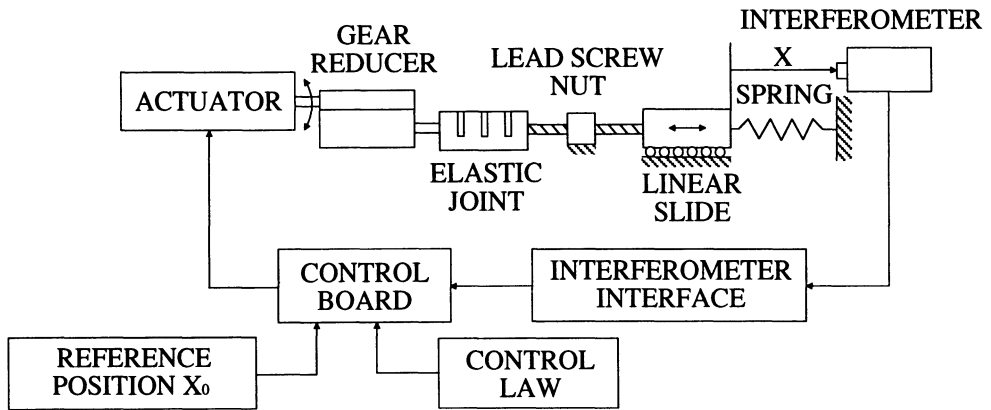 INTERFEROMETER
GEAR
REDUCER
LEAD SCREW
NUT
X
ACTUATOR
SPRING
ELASTIC
JOINT
LINEAR
SLIDE
CONTROL
BOARD
INTERFEROMETER
INTERFACE
REFERENCE
POSITION X₀
CONTROL
LAW